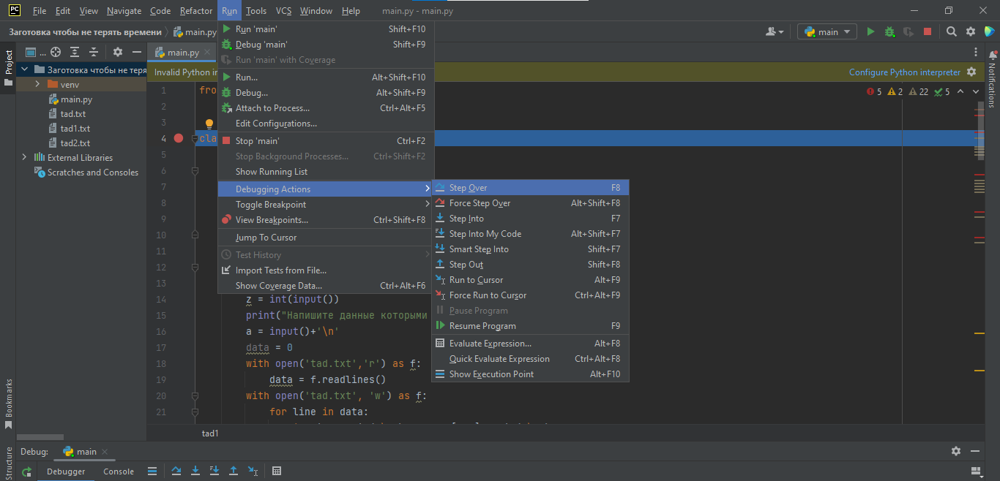 PC File Edit View Navigate Code Refactor Run Tools VCS Window Help main.py - main.py
Заготовка чтобы не терять времени main.py main
Project ... main.py
Заготовка чтобы не теря
venv
main.py
tad.txt
tad1.txt
tad2.txt
External Libraries
Scratches and Consoles
Bookmarks
Structure
Run 'main' Shift+F10
Debug 'main' Shift+F9
Run 'main' with Coverage
Run... Alt+Shift+F10
Debug... Alt+Shift+F9
Attach to Process... Ctrl+Alt+F5
Edit Configurations...
Stop 'main' Ctrl+F2
Stop Background Processes... Ctrl+Shift+F2
Show Running List
Debugging Actions
Toggle Breakpoint
View Breakpoints... Ctrl+Shift+F8
Jump To Cursor
Test History
Import Tests from File...
Show Coverage Data... Ctrl+Alt+F6
Step Over F8
Force Step Over Alt+Shift+F8
Step Into F7
Step Into My Code Alt+Shift+F7
Smart Step Into Shift+F7
Step Out Shift+F8
Run to Cursor Alt+F9
Force Run to Cursor Ctrl+Alt+F9
Pause Program
Resume Program F9
Evaluate Expression... Alt+F8
Quick Evaluate Expression Ctrl+Alt+F8
Show Execution Point Alt+F10
Invalid Python in Configure Python interpreter
Notifications
5 2 22 5
1 fro
2
3
4 cla
5
6
7
8
9
10
11
12
13
14 z = int(input())
15 print("Напишите данные которыми
16 a = input()+'\n'
17 data = 0
18 with open('tad.txt','r') as f:
19 data = f.readlines()
20 with open('tad.txt', 'w') as f:
21 for line in data:
tad1
Debug: main
Debugger Console